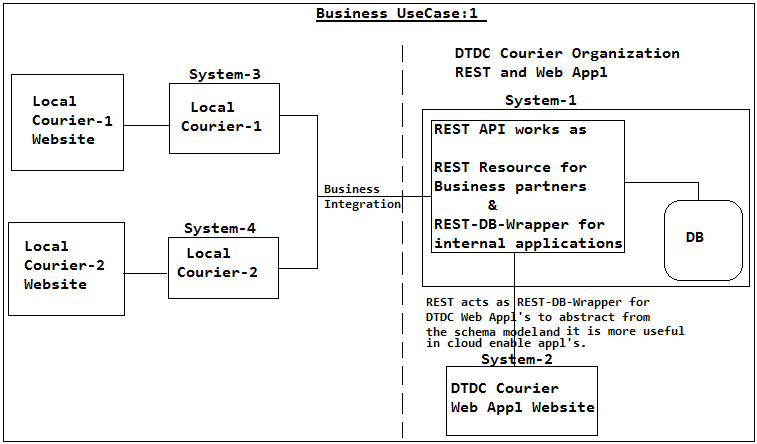 Business UseCase:1
DTDC Courier Organization
REST and Web Appl
System-3
System-1
Local
Courier-1
Website
Local
Courier-1
REST API works as
REST Resource for
Business partners
&
REST-DB-Wrapper for
internal applications
Business
Integration
DB
System-4
Local
Courier-2
Website
Local
Courier-2
REST acts as REST-DB-Wrapper for
DTDC Web Appl's to abstract from
the schema modeland it is more useful
in cloud enable appl's.
System-2
DTDC Courier
Web Appl Website